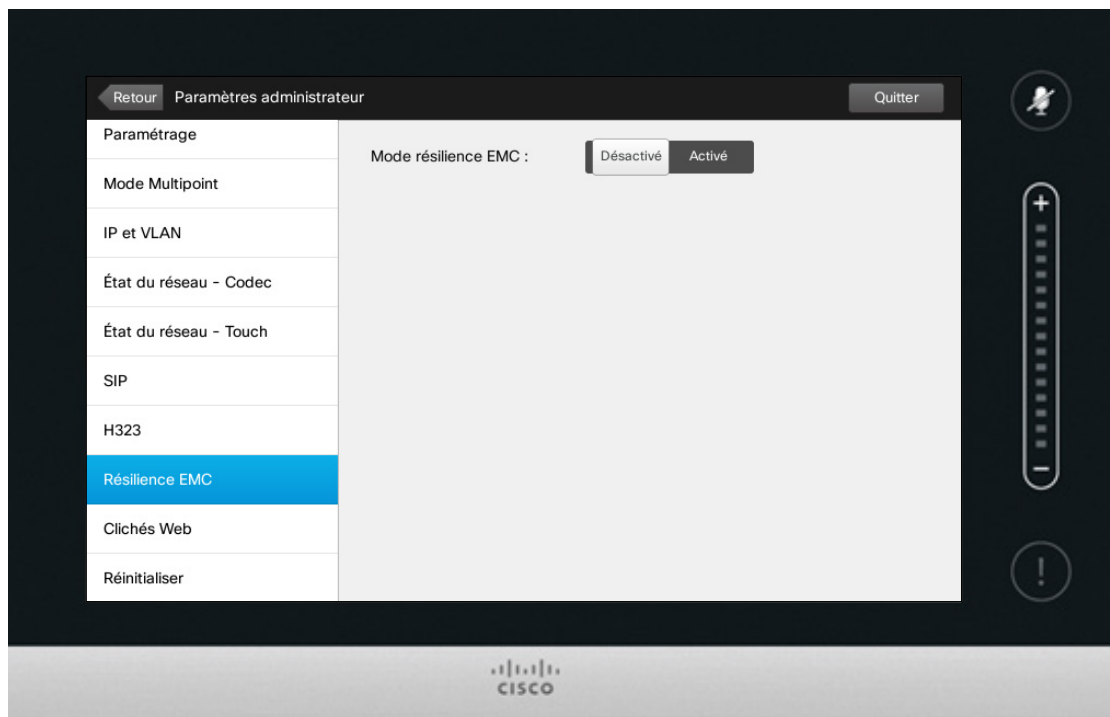 Retour Paramètres administrateur Quitter
Paramétrage
Mode résilience EMC : Désactivé Activé
Mode Multipoint
IP et VLAN
État du réseau - Codec
État du réseau - Touch
SIP
H323
Résilience EMC
Clichés Web
Réinitialiser
+
−
!
CISCO